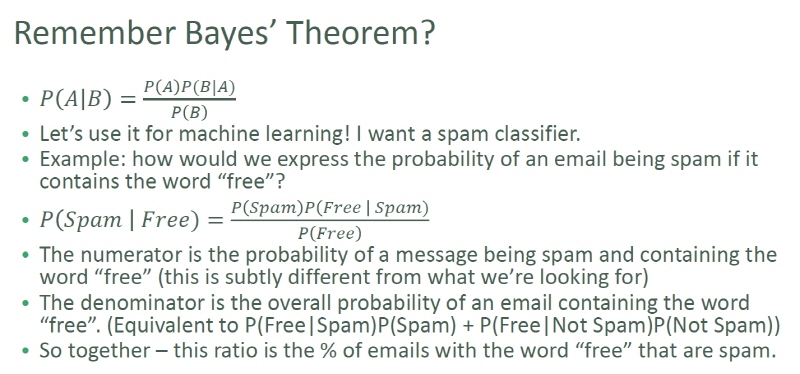 Remember Bayes’ Theorem?
• P(A|B) = P(A)P(B|A) / P(B)
• Let’s use it for machine learning! I want a spam classifier.
• Example: how would we express the probability of an email being spam if it
contains the word “free”?
• P(Spam | Free) = P(Spam)P(Free | Spam) / P(Free)
• The numerator is the probability of a message being spam and containing the
word “free” (this is subtly different from what we’re looking for)
• The denominator is the overall probability of an email containing the word
“free”. (Equivalent to P(Free|Spam)P(Spam) + P(Free|Not Spam)P(Not Spam))
• So together – this ratio is the % of emails with the word “free” that are spam.